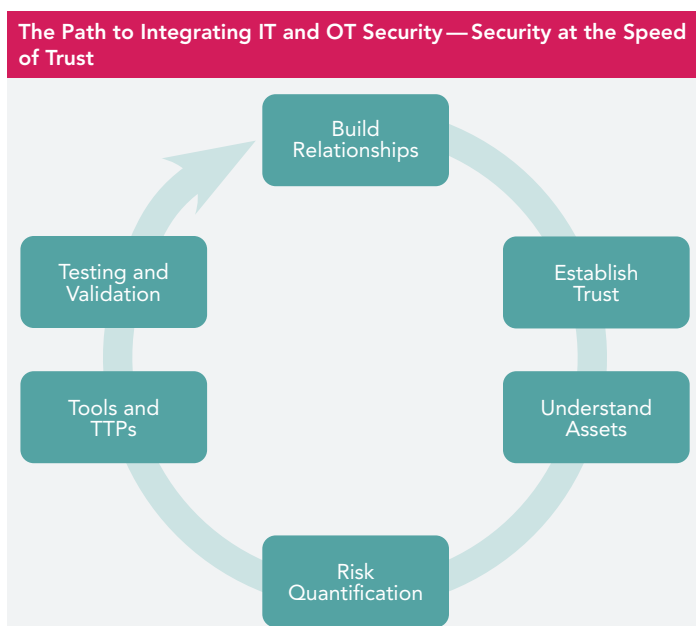 The Path to Integrating IT and OT Security—Security at the Speed
of Trust
Build
Relationships
Establish
Trust
Understand
Assets
Risk
Quantification
Tools and
TTPs
Testing and
Validation